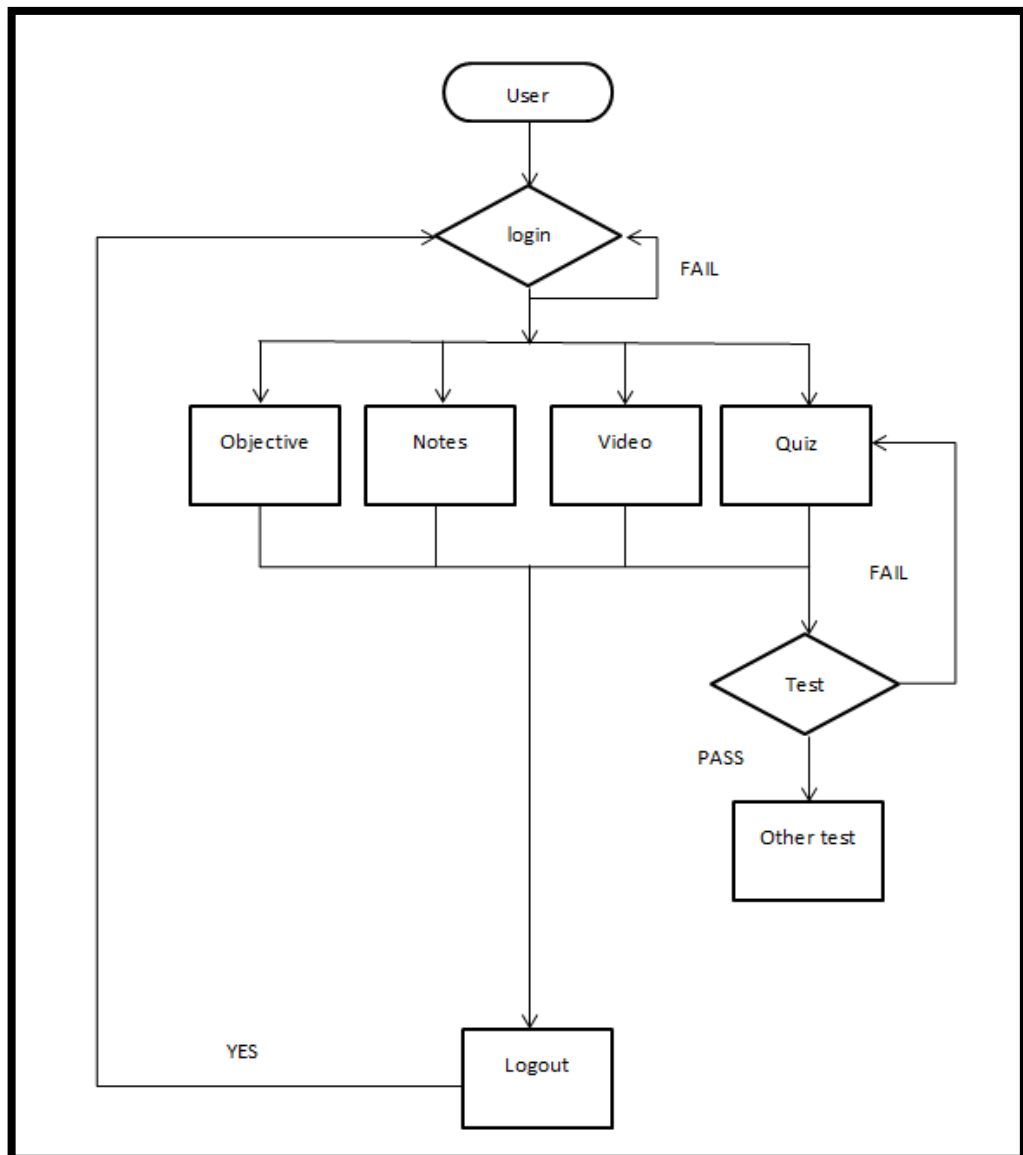 User
login
FAIL
Objective
Notes
Video
Quiz
FAIL
Test
PASS
Other test
YES
Logout